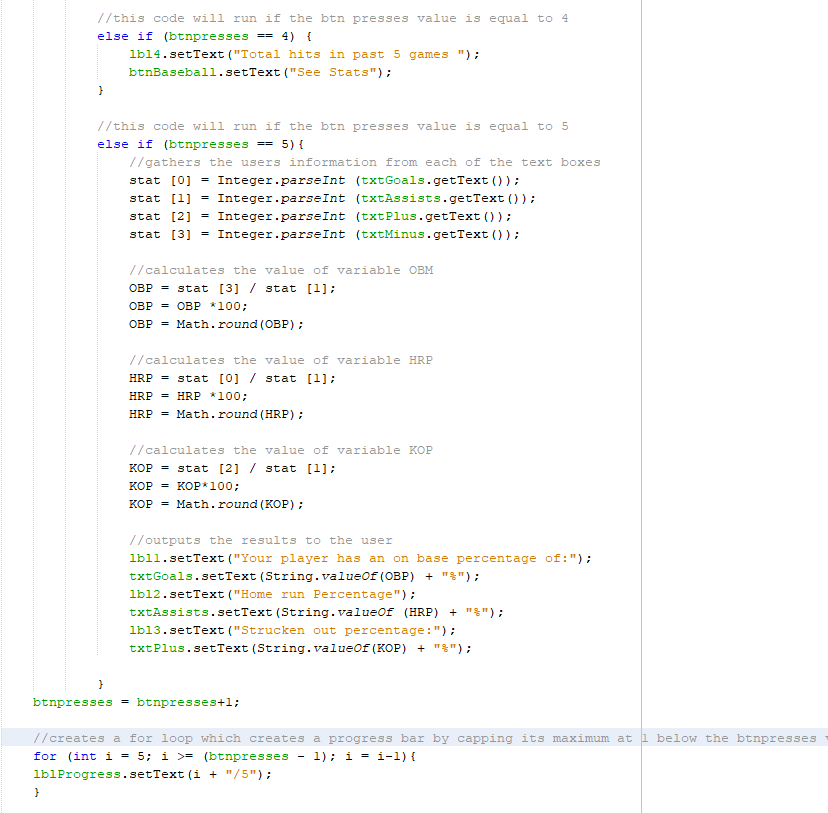 //this code will run if the btn presses value is equal to 4
else if (btnpresses == 4) {
lbl4.setText("Total hits in past 5 games ");
btnBaseball.setText("See Stats");
}
//this code will run if the btn presses value is equal to 5
else if (btnpresses == 5){
//gathers the users information from each of the text boxes
stat [0] = Integer.parseInt (txtGoals.getText());
stat [1] = Integer.parseInt (txtAssists.getText());
stat [2] = Integer.parseInt (txtPlus.getText());
stat [3] = Integer.parseInt (txtMinus.getText());
//calculates the value of variable OBM
OBP = stat [3] / stat [1];
OBP = OBP *100;
OBP = Math.round(OBP);
//calculates the value of variable HRP
HRP = stat [0] / stat [1];
HRP = HRP *100;
HRP = Math.round(HRP);
//calculates the value of variable KOP
KOP = stat [2] / stat [1];
KOP = KOP*100;
KOP = Math.round(KOP);
//outputs the results to the user
lbl1.setText("Your player has an on base percentage of:");
txtGoals.setText(String.valueOf(OBP) + "%");
lbl2.setText("Home run Percentage");
txtAssists.setText(String.valueOf (HRP) + "%");
lbl3.setText("Strucken out percentage:");
txtPlus.setText(String.valueOf(KOP) + "%");
}
btnpresses = btnpresses+1;
//creates a for loop which creates a progress bar by capping its maximum at 1 below the btnpresses
for (int i = 5; i >= (btnpresses - 1); i = i-1){
lblProgress.setText(i + "/5");
}